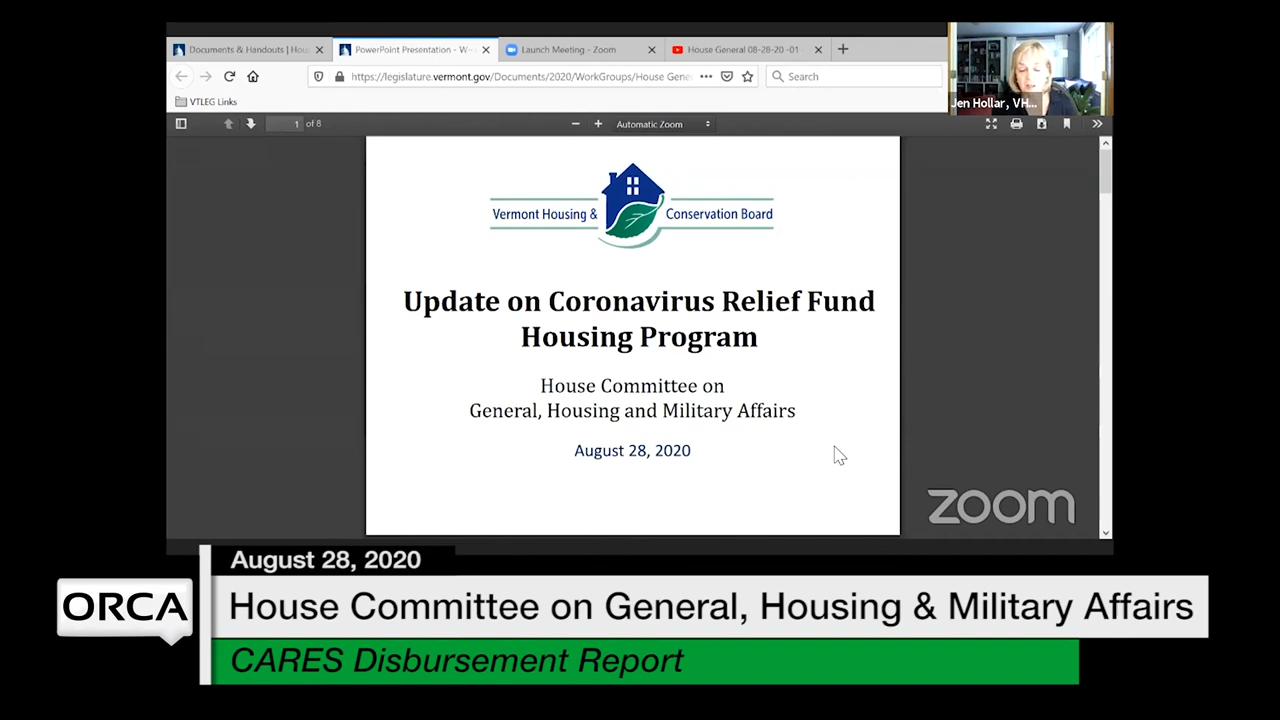 Documents & Handouts | Hou
PowerPoint Presentation - W
Launch Meeting - Zoom
House General 08-28-20 -01
https://legislature.vermont.gov/Documents/2020/WorkGroups/House Gene
Search
VTLEG Links
Jen Hollar, VH...
1 of 8
Automatic Zoom
Vermont Housing & Conservation Board
Update on Coronavirus Relief Fund
Housing Program
House Committee on
General, Housing and Military Affairs
August 28, 2020
zoom
August 28, 2020
ORCA
House Committee on General, Housing & Military Affairs
CARES Disbursement Report